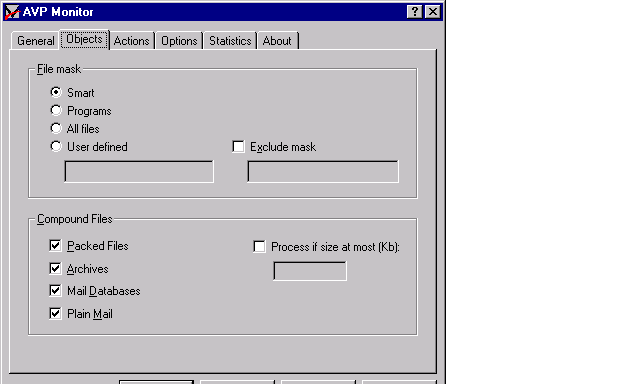 AVP Monitor
General Objects Actions Options Statistics About
File mask
Smart
Programs
All files
User defined
Exclude mask
Compound Files
Packed Files
Process if size at most (Kb):
Archives
Mail Databases
Plain Mail